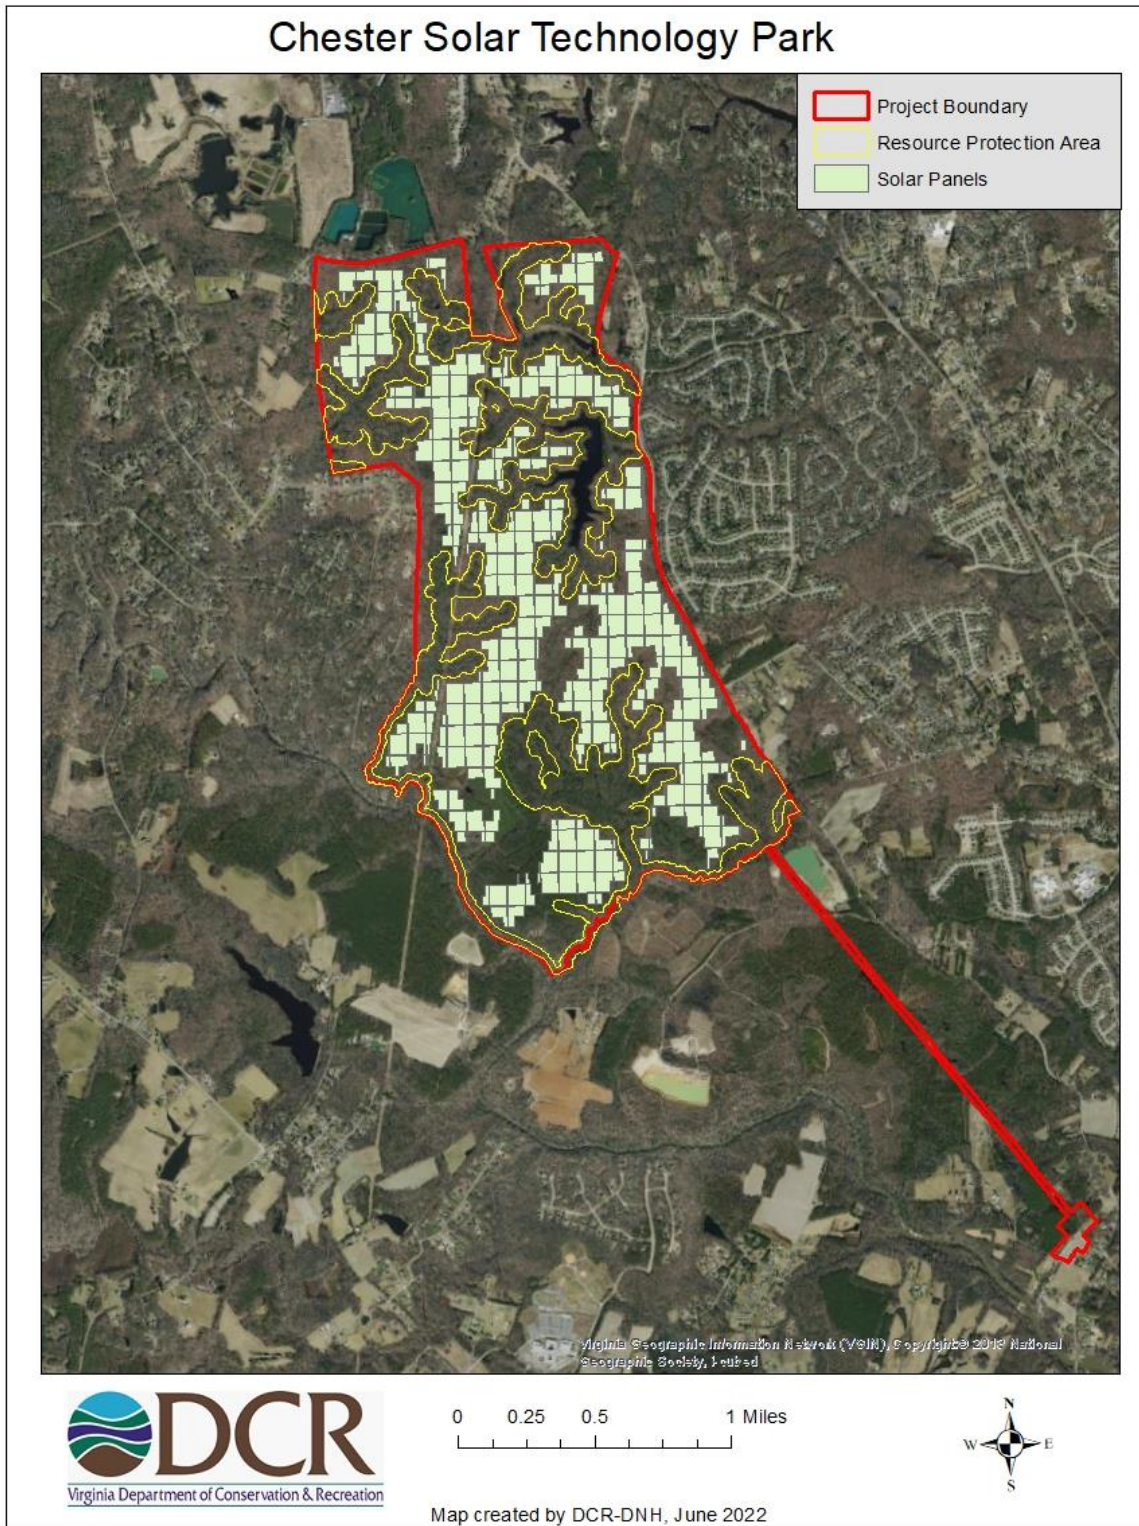 Chester Solar Technology Park
Project Boundary
Resource Protection Area
Solar Panels
Virginia Geographic Information Network (VGIN), Copyright:© 2013 National
Geographic Society, i-cubed
DCR
Virginia Department of Conservation & Recreation
0 0.25 0.5 1 Miles
N
W E
S
Map created by DCR-DNH, June 2022